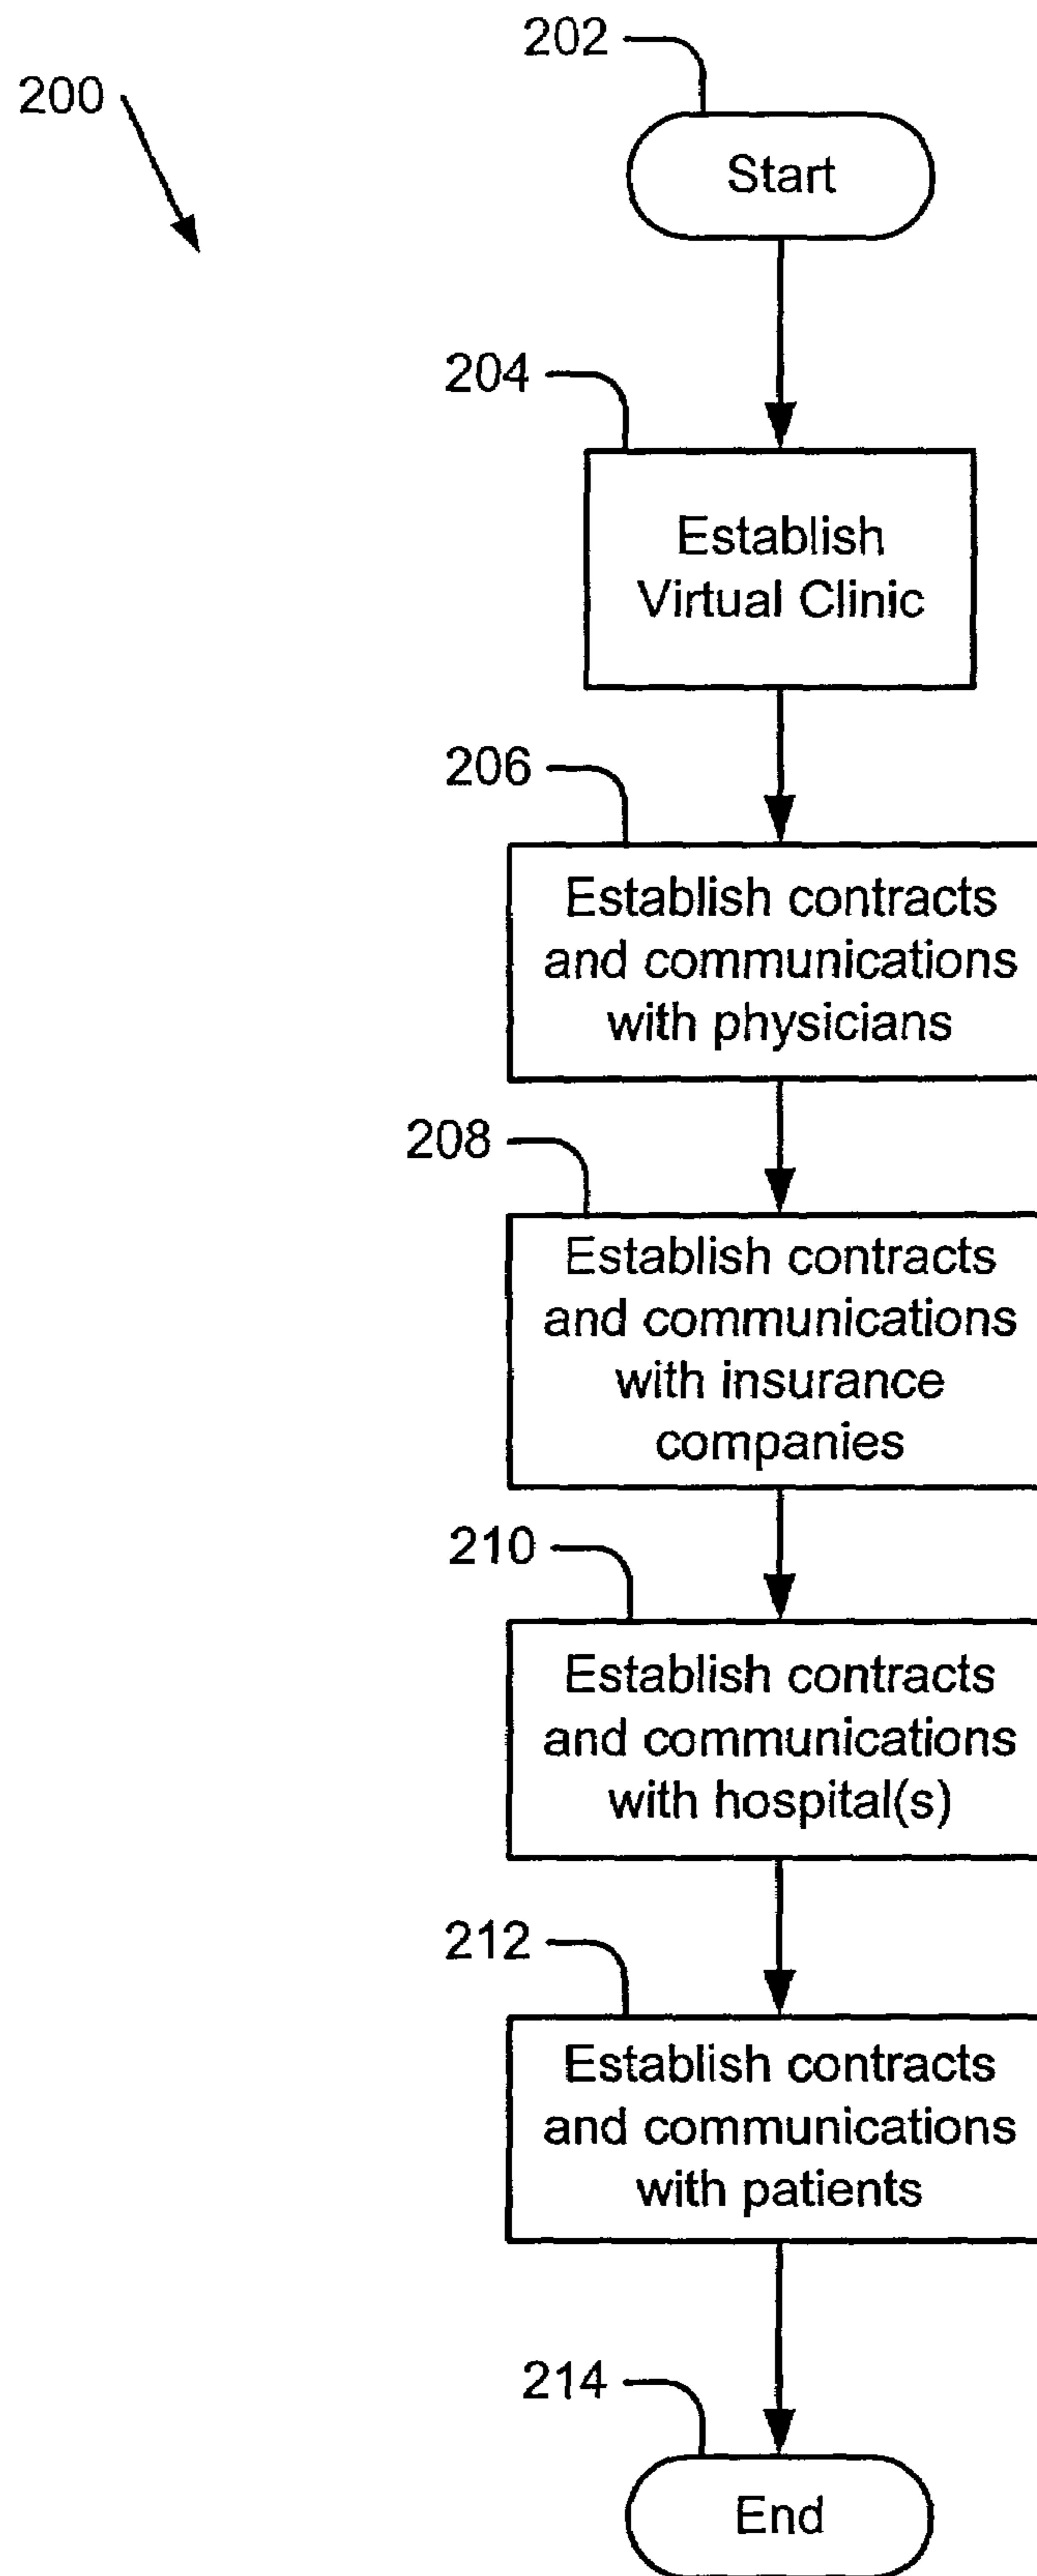 202
200
Start
204
Establish
Virtual Clinic
206
Establish contracts
and communications
with physicians
208
Establish contracts
and communications
with insurance
companies
210
Establish contracts
and communications
with hospital(s)
212
Establish contracts
and communications
with patients
214
End